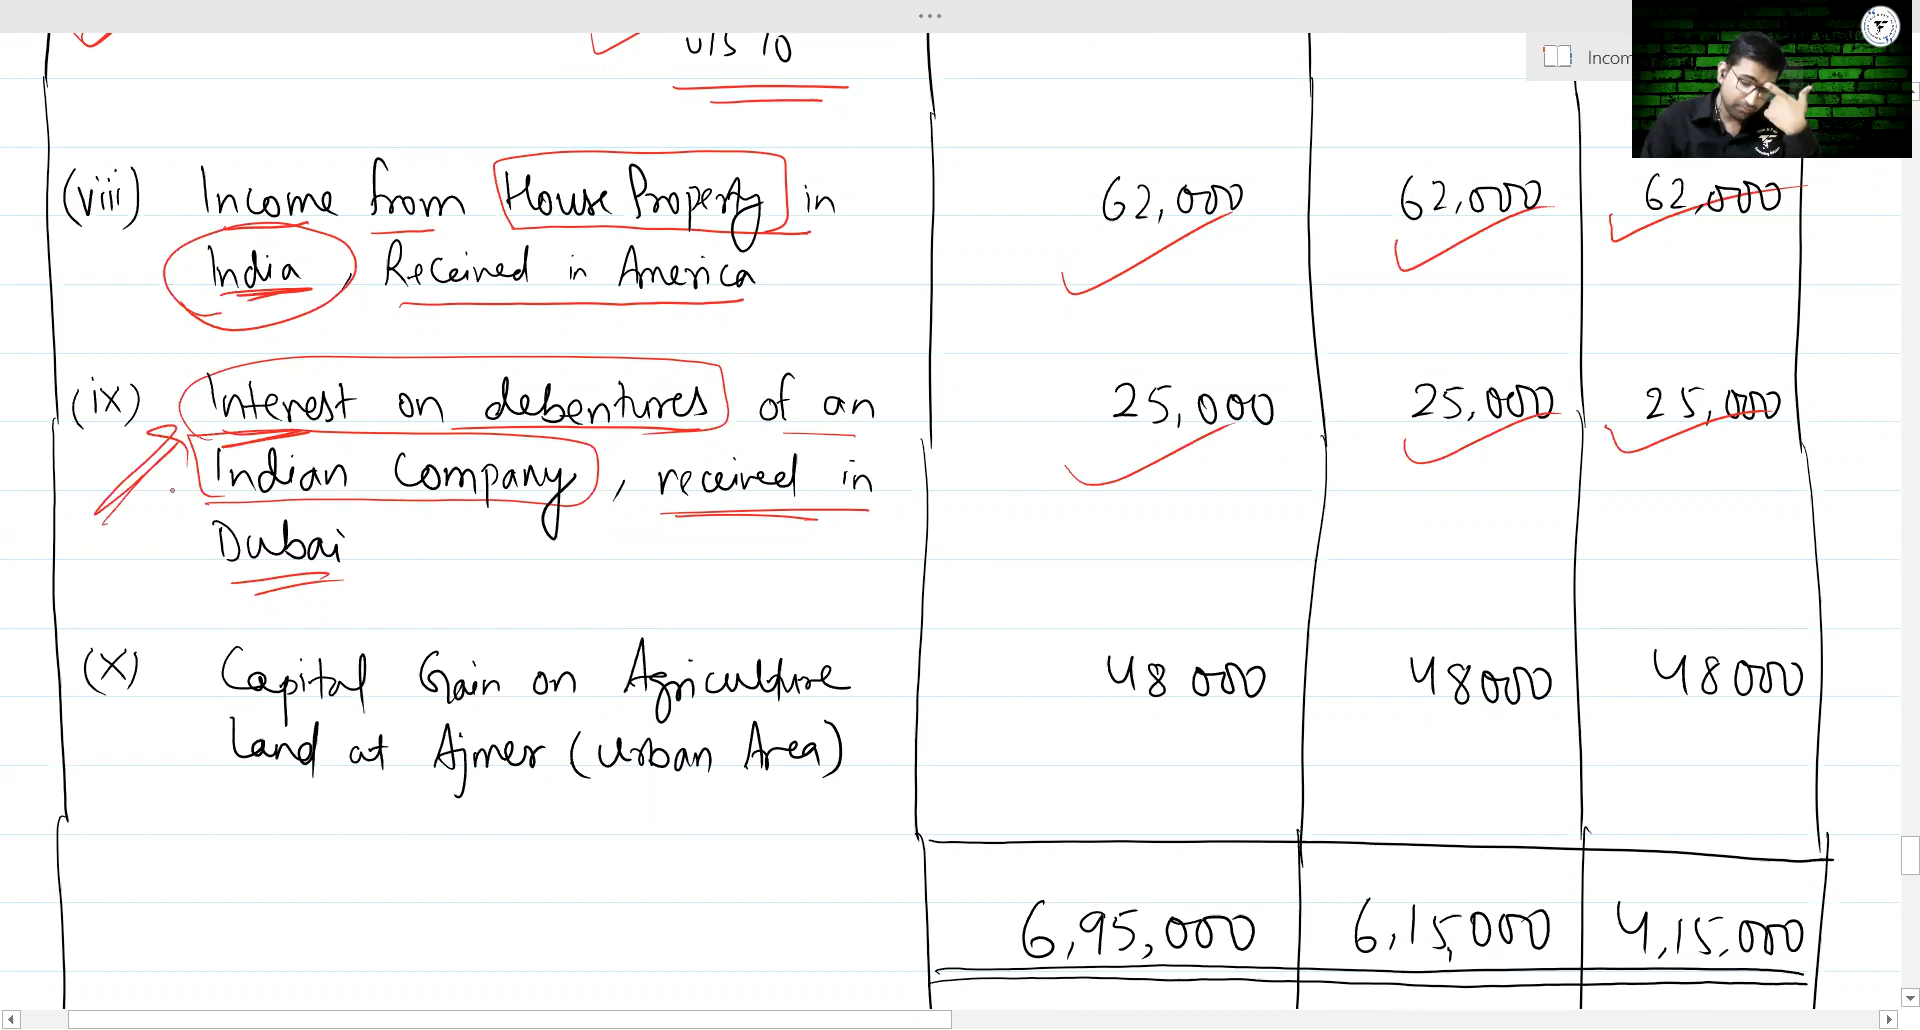 U/S 10
Incom
(viii) Income from House Property in 62,000 62,000 62,000
India, Received in America
(ix) Interest on debentures of an 25,000 25,000 25,000
Indian Company, received in
Dubai
(X) Capital Gain on Agriculture 48000 48000 48000
land at Ajmer (Urban Area)
6,95,000 6,15,000 4,15,000